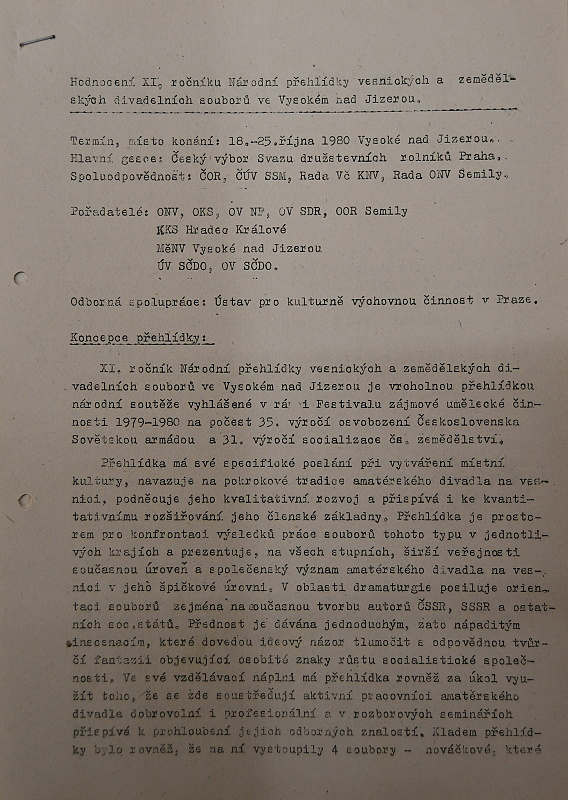 Hodnocení XI. ročníku Národní přehlídky vesnických a zeměděl-
ských divadelních souborů ve Vysokém nad Jizerou.
Termín, místo konání: 18.-25.října 1980 Vysoké nad Jizerou.
Hlavní gesce: Český výbor Svazu družstevních rolníků Praha.
Spoluodpovědnost: ČOR, ČÚV SSM, Rada Vč KNV, Rada ONV Semily.
Pořadatelé: ONV, OKS, OV NF, OV SDR, OOR Semily
KKS Hradec Králové
MěNV Vysoké nad Jizerou
ÚV SČDO, OV SČDO.
Odborná spolupráce: Ústav pro kulturně výchovnou činnost v Praze.
Koncepce přehlídky:
XI. ročník Národní přehlídky vesnických a zemědělských di-
vadelních souborů ve Vysokém nad Jizerou je vrcholnou přehlídkou
národní soutěže vyhlášené v rá i Festivalu zájmové umělecké čin-
nosti 1979-1980 na počest 35. výročí osvobození Československa
Sovětskou armádou a 31. výročí socializace čs. zemědělství.
Přehlídka má své specifické poslání při vytváření místní
kultury, navazuje na pokrokové tradice amatérského divadla na ves-
nici, podněcuje jeho kvalitativní rozvoj a přispívá i ke kvanti-
tativnímu rozšiřování jeho členské základny. Přehlídka je prosto-
rem pro konfrontaci výsledků práce souborů tohoto typu v jednotli-
vých krajích a prezentuje, na všech stupních, širší veřejnosti
současnou úroveň a společenský význam amatérského divadla na ves-
nici v jeho špičkové úrovni. V oblasti dramaturgie posiluje orien-
taci souborů zejména na současnou tvorbu autorů ČSSR, SSSR a ostat-
ních soc.států. Přednost je dávána jednoduchým, zato nápaditým
inscenacím, které dovedou ideový názor tlumočit s odpovědnou tvůr-
čí fantazií objevující osobité znaky růstu socialistické společ-
nosti. Ve své vzdělávací náplni má přehlídka rovněž za úkol vyu-
žít toho, že se zde soustřeďují aktivní pracovníci amatérského
divadla dobrovolní i profesionální a v rozborových seminářích
přispívá k prohloubení jejich odborných znalostí. Kladem přehlíd-
ky bylo rovněž, že na ní vystoupily 4 soubory - nováčkové, které